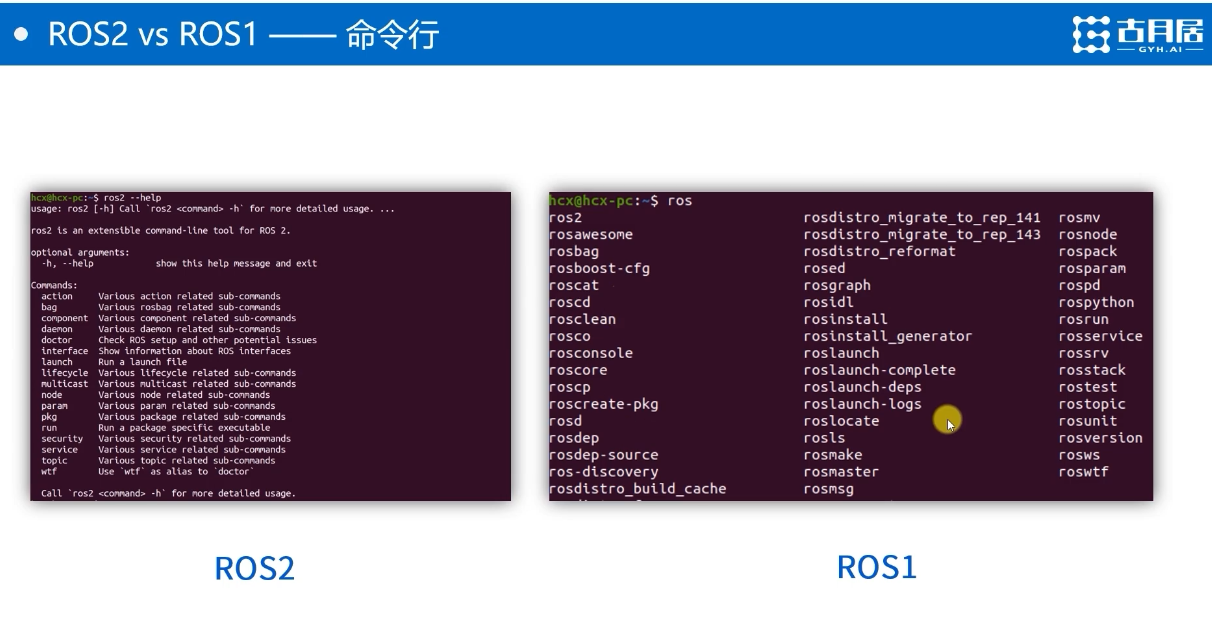 ROS2 vs ROS1 —— 命令行
古月居
GYH.AI
hcx@hcx-pc:~$ ros2 --help
usage: ros2 [-h] Call `ros2 <command> -h` for more detailed usage. ...
ros2 is an extensible command-line tool for ROS 2.
optional arguments:
-h, --help show this help message and exit
Commands:
action Various action related sub-commands
bag Various rosbag related sub-commands
component Various component related sub-commands
daemon Various daemon related sub-commands
doctor Check ROS setup and other potential issues
interface Show information about ROS interfaces
launch Run a launch file
lifecycle Various lifecycle related sub-commands
multicast Various multicast related sub-commands
node Various node related sub-commands
param Various param related sub-commands
pkg Various package related sub-commands
run Run a package specific executable
security Various security related sub-commands
service Various service related sub-commands
topic Various topic related sub-commands
wtf Use `wtf` as alias to `doctor`
Call `ros2 <command> -h` for more detailed usage.
ROS2
hcx@hcx-pc:~$ ros
ros2 rosdistro_migrate_to_rep_141 rosmv
rosawesome rosdistro_migrate_to_rep_143 rosnode
rosbag rosdistro_reformat rospack
rosboost-cfg rosed rosparam
roscat rosgraph rospd
roscd rosidl rospython
rosclean rosinstall rosrun
rosco rosinstall_generator rosservice
rosconsole roslaunch rossrv
roscore roslaunch-complete rosstack
roscp roslaunch-deps rostest
roscreate-pkg roslaunch-logs rostopic
rosd roslocate rosunit
rosdep rosls rosversion
rosdep-source rosmake rosws
ros-discovery rosmaster roswtf
rosdistro_build_cache rosmsg
ROS1